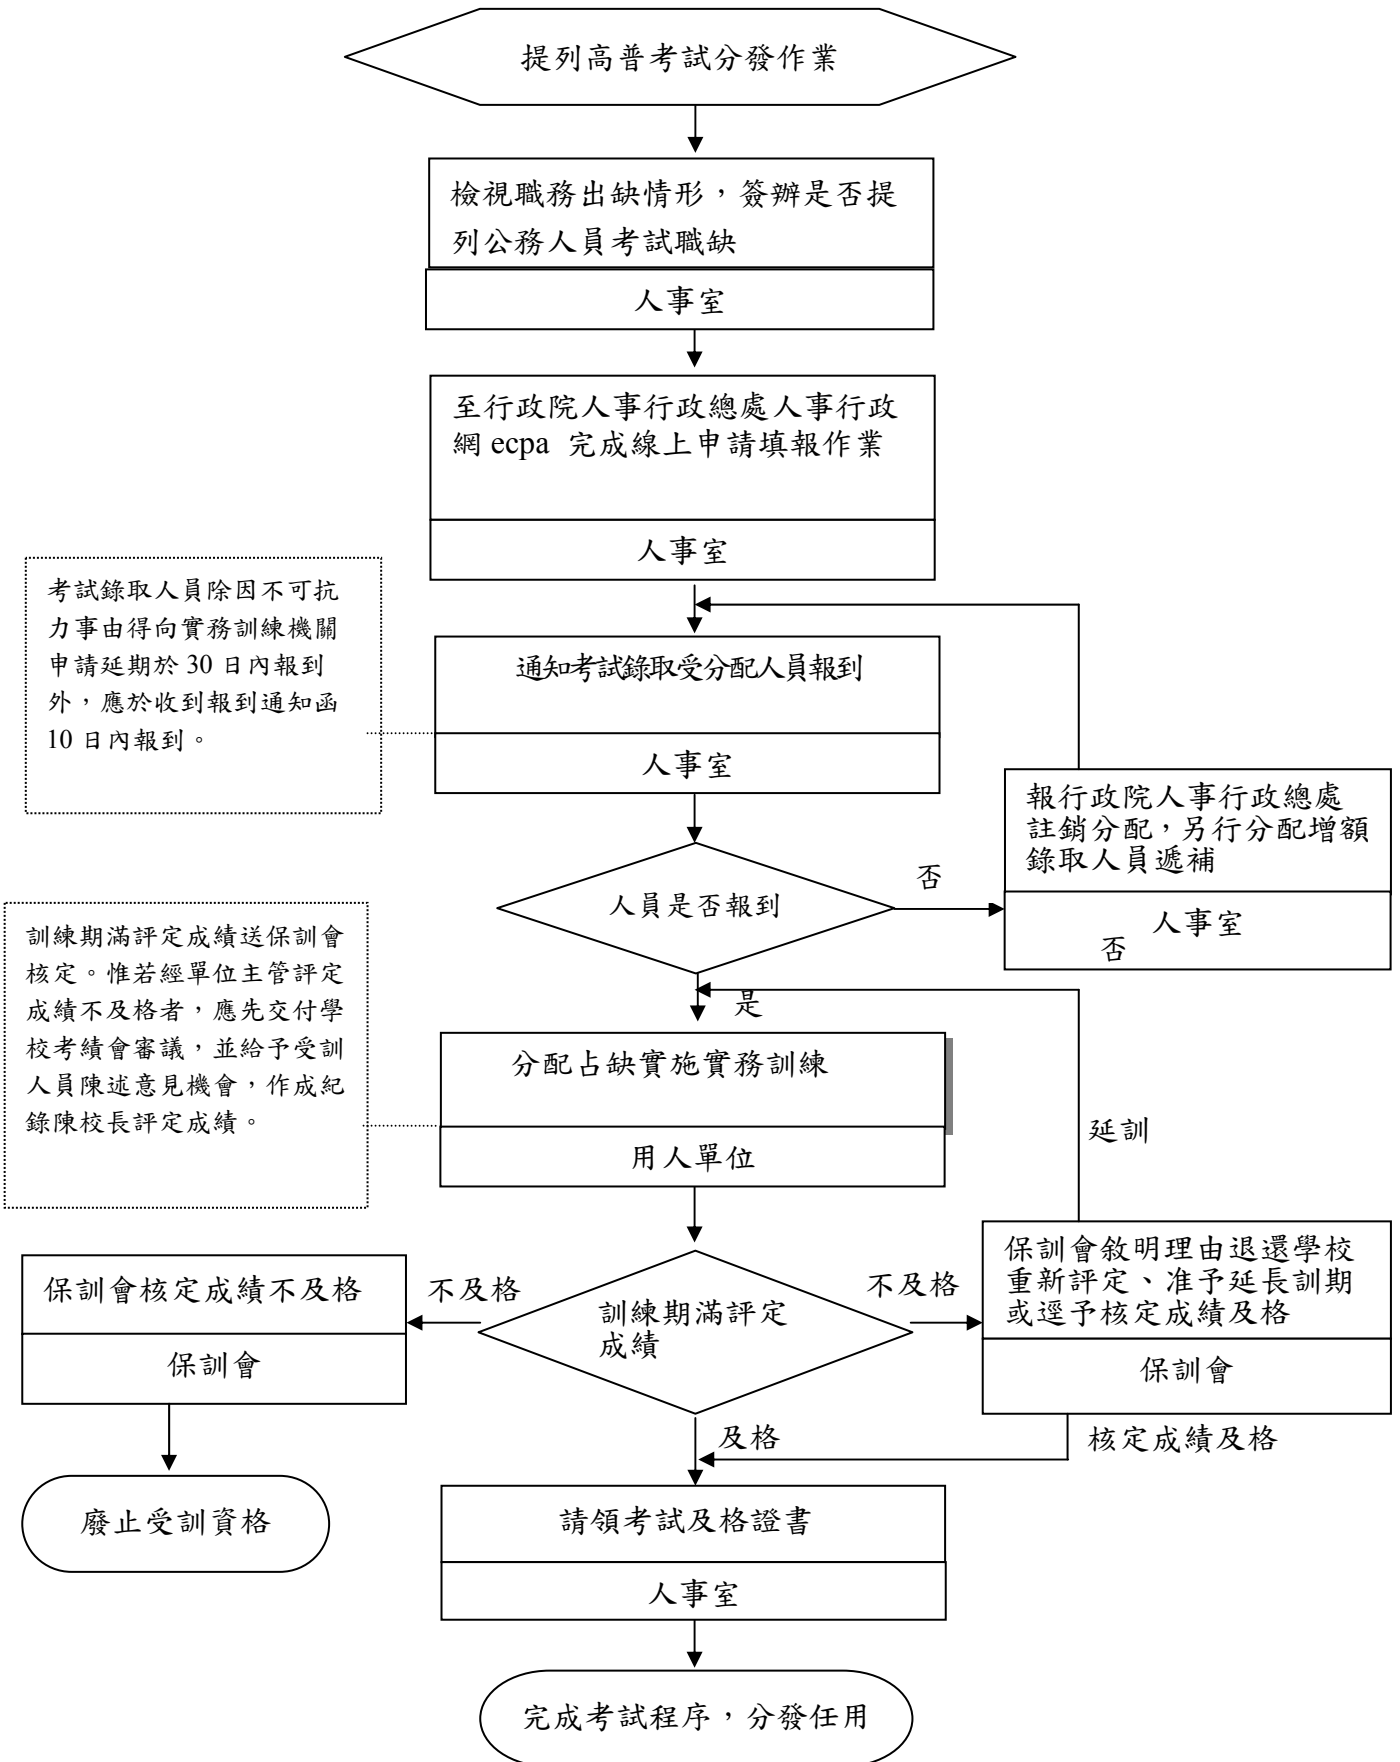 提列高普考試分發作業
檢視職務出缺情形，簽辦是否提
列公務人員考試職缺
人事室
至行政院人事行政總處人事行政
網 ecpa 完成線上申請填報作業
人事室
考試錄取人員除因不可抗
力事由得向實務訓練機關
申請延期於 30 日內報到
外，應於收到報到通知函
10 日內報到。
通知考試錄取受分配人員報到
人事室
報行政院人事行政總處
註銷分配，另行分配增額
錄取人員遞補
人事室
否
人員是否報到
否
是
訓練期滿評定成績送保訓會
核定。惟若經單位主管評定
成績不及格者，應先交付學
校考績會審議，並給予受訓
人員陳述意見機會，作成紀
錄陳校長評定成績。
分配占缺實施實務訓練
用人單位
延訓
保訓會核定成績不及格
保訓會
不及格
訓練期滿評定
成績
不及格
保訓會敘明理由退還學校
重新評定、准予延長訓期
或逕予核定成績及格
保訓會
及格
核定成績及格
廢止受訓資格
請領考試及格證書
人事室
完成考試程序，分發任用